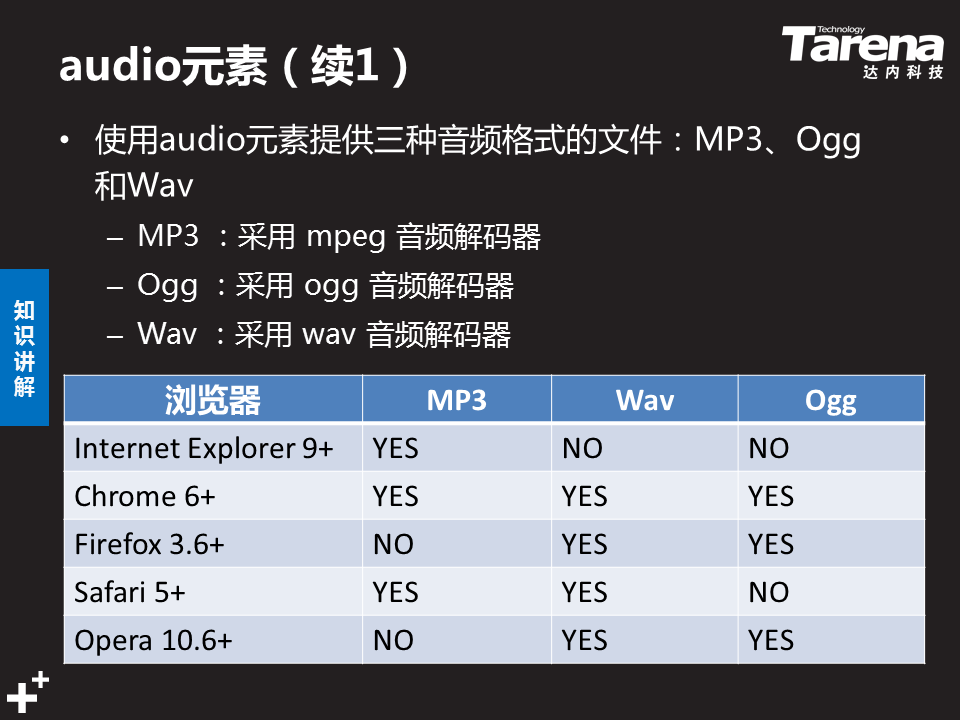 audio元素（续1）
Technology
Tarena
达内科技
• 使用audio元素提供三种音频格式的文件：MP3、Ogg
和Wav
– MP3 ：采用 mpeg 音频解码器
– Ogg ：采用 ogg 音频解码器
– Wav ：采用 wav 音频解码器
知识讲解
浏览器 MP3 Wav Ogg
Internet Explorer 9+ YES NO NO
Chrome 6+ YES YES YES
Firefox 3.6+ NO YES YES
Safari 5+ YES YES NO
Opera 10.6+ NO YES YES